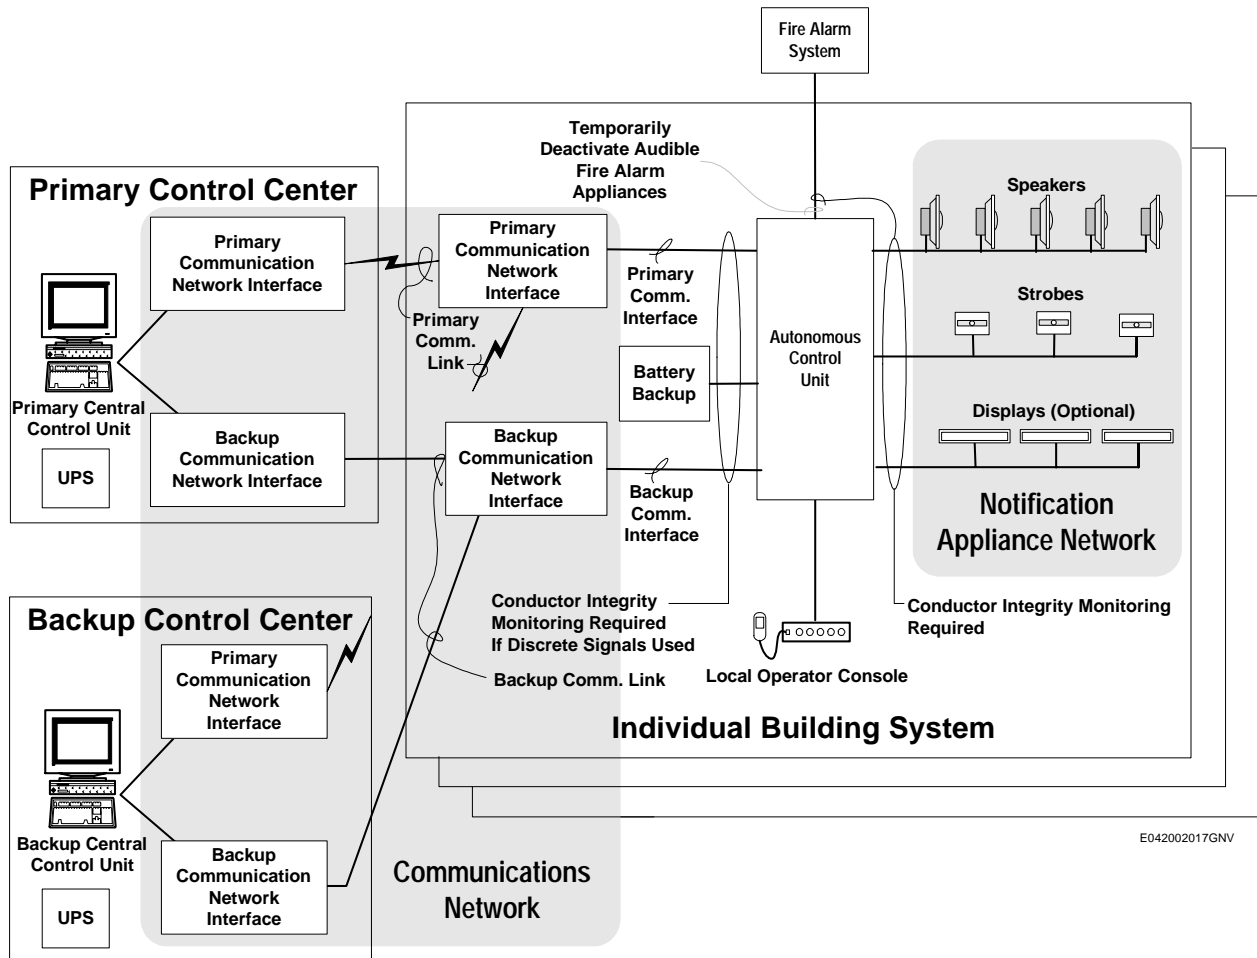 Fire Alarm
System
Temporarily
Deactivate Audible
Fire Alarm
Appliances
Primary Control Center
Primary
Communication
Network Interface
Primary Central
Control Unit
UPS
Backup
Communication
Network Interface
Primary
Communication
Network
Interface
Primary
Comm.
Link
Primary
Comm.
Interface
Battery
Backup
Backup
Communication
Network
Interface
Backup
Comm.
Interface
Autonomous
Control
Unit
Speakers
Strobes
Displays (Optional)
Notification
Appliance Network
Conductor Integrity
Monitoring Required
If Discrete Signals Used
Conductor Integrity Monitoring
Required
Backup Comm. Link
Local Operator Console
Individual Building System
Backup Control Center
Primary
Communication
Network
Interface
Backup Central
Control Unit
UPS
Backup
Communication
Network
Interface
Communications
Network
E042002017GNV